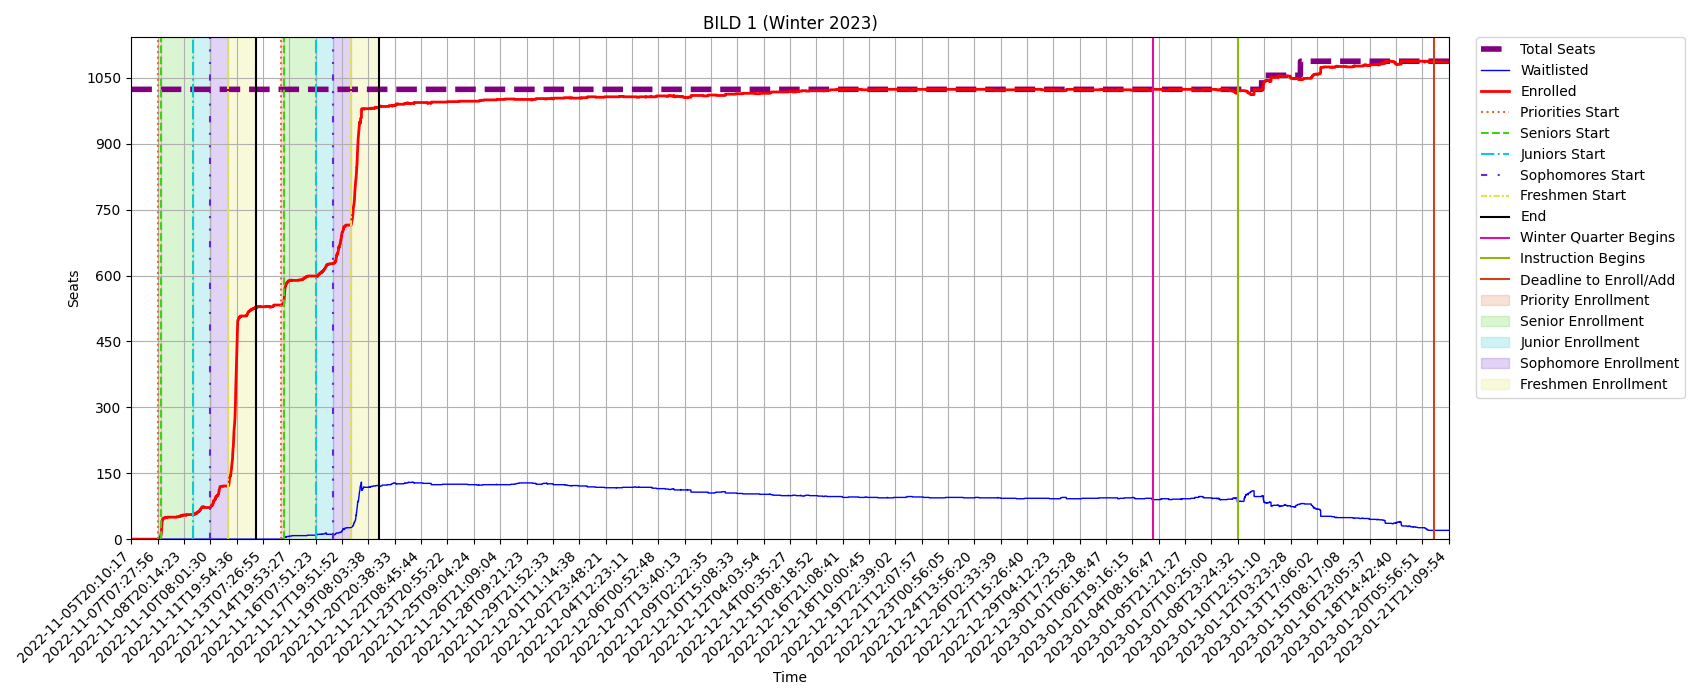 BILD 1 (Winter 2023)
Seats
1050
900
750
600
450
300
150
0
2022-11-05T20:10:17
2022-11-07T07:27:56
2022-11-08T20:14:23
2022-11-10T08:01:30
2022-11-11T19:54:36
2022-11-13T07:26:55
2022-11-14T19:53:27
2022-11-16T07:51:23
2022-11-17T19:51:52
2022-11-19T08:03:38
2022-11-20T20:38:33
2022-11-22T08:45:44
2022-11-23T20:55:22
2022-11-25T09:04:24
2022-11-26T21:09:04
2022-11-28T09:21:23
2022-11-29T21:52:33
2022-12-01T11:14:38
2022-12-02T23:48:21
2022-12-04T12:23:11
2022-12-06T00:52:48
2022-12-07T13:40:13
2022-12-09T02:22:35
2022-12-10T15:08:33
2022-12-12T04:03:54
2022-12-14T00:35:27
2022-12-15T08:18:52
2022-12-16T21:08:41
2022-12-18T10:00:45
2022-12-19T22:39:02
2022-12-21T12:07:57
2022-12-23T00:56:05
2022-12-24T13:56:20
2022-12-26T02:33:39
2022-12-27T15:26:40
2022-12-29T04:12:23
2022-12-30T17:25:28
2023-01-01T06:18:47
2023-01-02T19:16:15
2023-01-04T08:16:47
2023-01-05T21:21:27
2023-01-07T10:25:00
2023-01-08T23:24:32
2023-01-10T12:51:10
2023-01-12T03:23:28
2023-01-13T17:06:02
2023-01-15T08:17:08
2023-01-16T23:05:37
2023-01-18T14:42:40
2023-01-20T05:56:51
2023-01-21T21:09:54
Time
Total Seats
Waitlisted
Enrolled
Priorities Start
Seniors Start
Juniors Start
Sophomores Start
Freshmen Start
End
Winter Quarter Begins
Instruction Begins
Deadline to Enroll/Add
Priority Enrollment
Senior Enrollment
Junior Enrollment
Sophomore Enrollment
Freshmen Enrollment